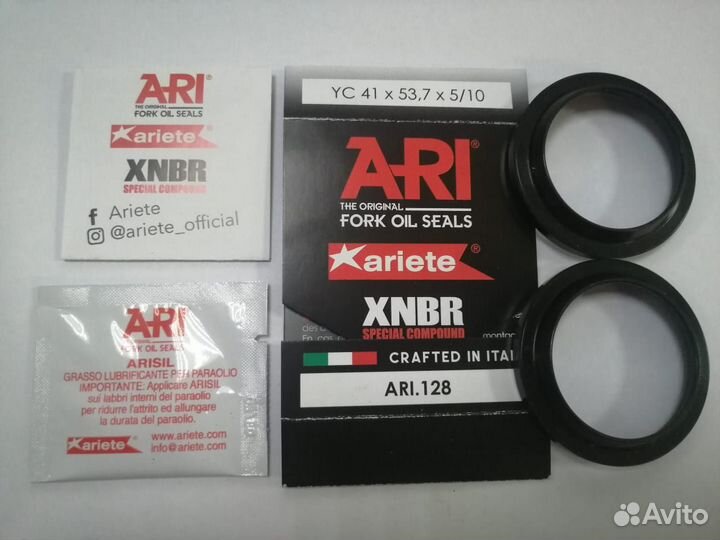 ARI®
THE ORIGINAL
FORK OIL SEALS
ariete®
XNBR
SPECIAL COMPOUND
Ariete
@ariete_official
YC 41 x 53,7 x 5/10
ARI®
THE ORIGINAL
FORK OIL SEALS
ariete®
XNBR
SPECIAL COMPOUND
En cas
CRAFTED IN ITAL
ARI.128
ARI
FORK OIL SEALS
ARISIL
GRASSO LUBRIFICANTE PER PARAOLIO
IMPORTANTE: Applicare ARISIL
sui labbri interni del paraolio
per ridurre l'attrito ed allungare
la durata del paraolio.
ariete
www.ariete.com
info@ariete.com
Avito